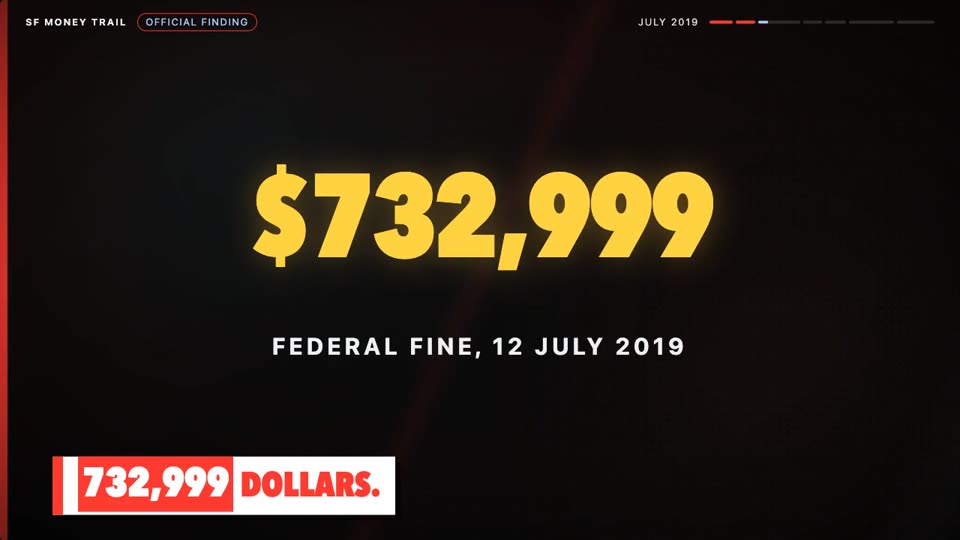 SF MONEY TRAIL
OFFICIAL FINDING
JULY 2019
$732,999
FEDERAL FINE, 12 JULY 2019
732,999 DOLLARS.